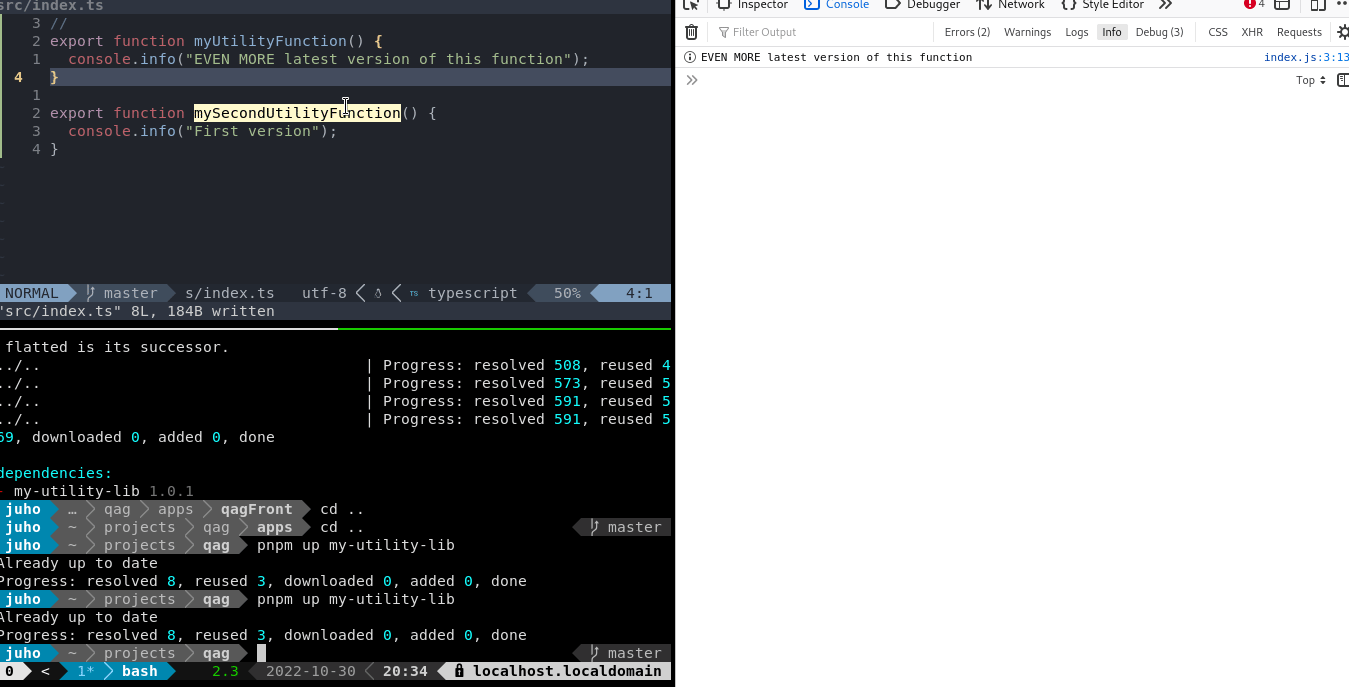 src/index.ts
3 //
2 export function myUtilityFunction() {
1 console.info("EVEN MORE latest version of this function");
4 }
1
2 export function mySecondUtilityFunction() {
3 console.info("First version");
4 }
NORMAL master s/index.ts utf-8 TS typescript 50% 4:1
"src/index.ts" 8L, 184B written
flatted is its successor.
../.. | Progress: resolved 508, reused 4
../.. | Progress: resolved 573, reused 5
../.. | Progress: resolved 591, reused 5
../.. | Progress: resolved 591, reused 5
69, downloaded 0, added 0, done
dependencies:
- my-utility-lib 1.0.1
juho … qag apps qagFront cd ..
juho ~ projects qag apps cd .. master
juho ~ projects qag pnpm up my-utility-lib
Already up to date
Progress: resolved 8, reused 3, downloaded 0, added 0, done
juho ~ projects qag pnpm up my-utility-lib
Already up to date
Progress: resolved 8, reused 3, downloaded 0, added 0, done
juho ~ projects qag master
0 < 1* bash 2.3 2022-10-30 20:34 localhost.localdomain
Inspector Console Debugger Network Style Editor 4
Filter Output Errors (2) Warnings Logs Info Debug (3) CSS XHR Requests
EVEN MORE latest version of this function index.js:3:13
Top